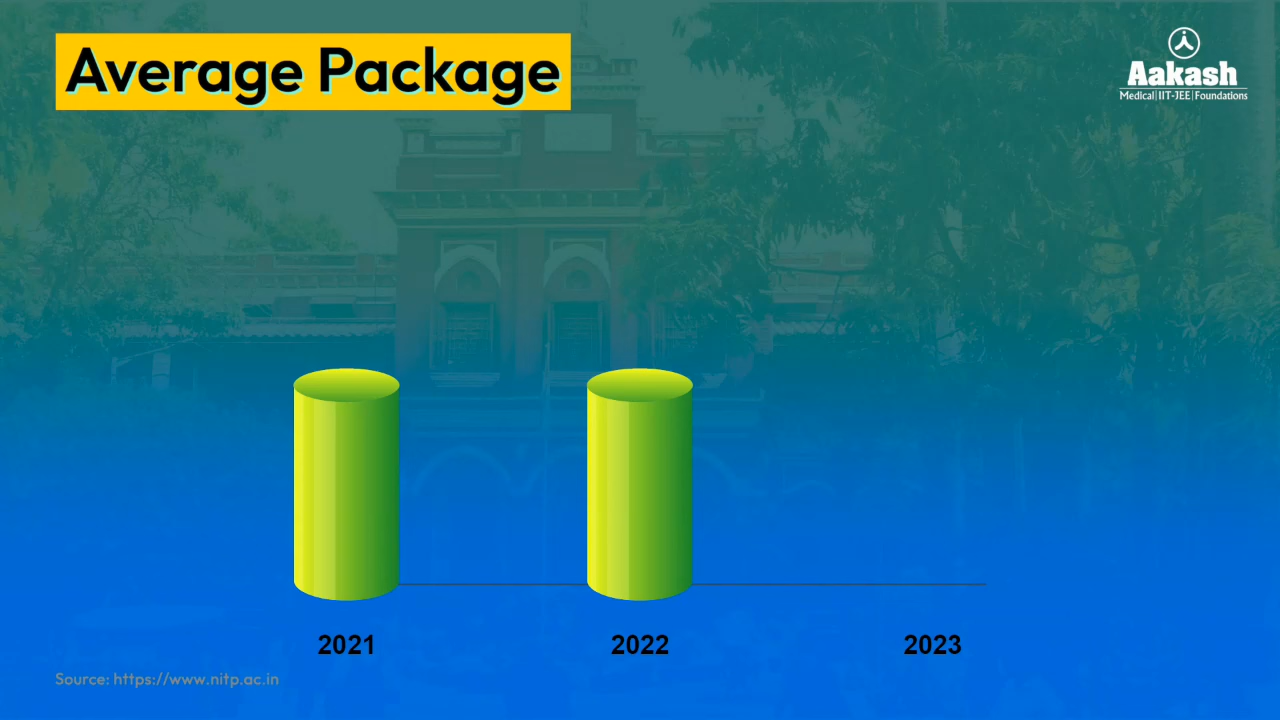 Average Package
Aakash
Medical|IIT-JEE|Foundations
2021
2022
2023
Source: https://www.nitp.ac.in